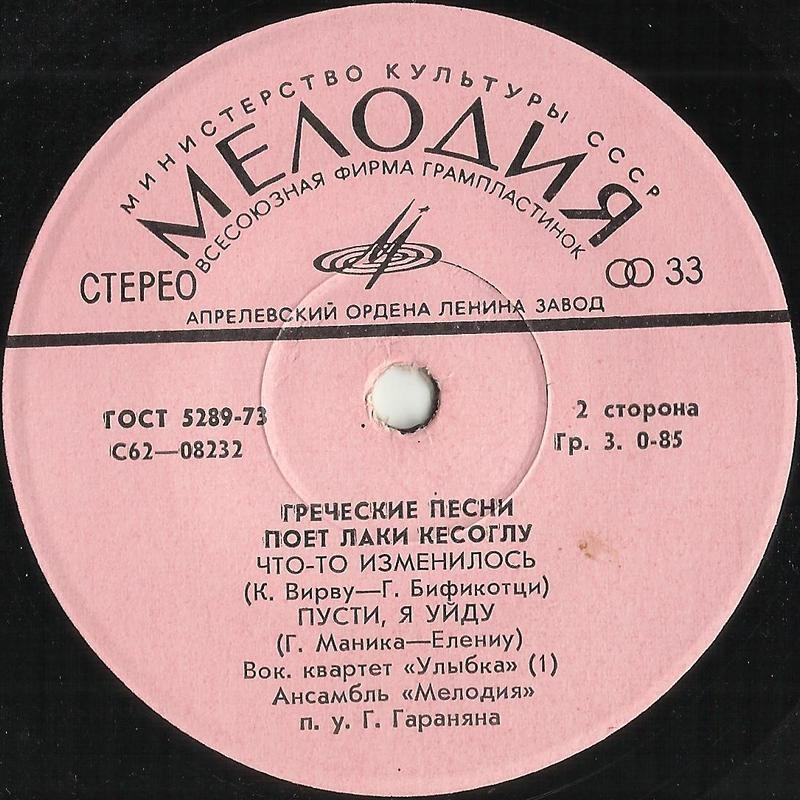 МИНИСТЕРСТВО КУЛЬТУРЫ СССР
МЕЛОДИЯ
ВСЕСОЮЗНАЯ ФИРМА ГРАМПЛАСТИНОК
СТЕРЕО
33
АПРЕЛЕВСКИЙ ОРДЕНА ЛЕНИНА ЗАВОД
ГОСТ 5289-73
2 сторона
С62—08232
Гр. 3. 0-85
ГРЕЧЕСКИЕ ПЕСНИ
ПОЕТ ЛАКИ КЕСОГЛУ
ЧТО-ТО ИЗМЕНИЛОСЬ
(К. Вирву—Г. Бификотци)
ПУСТИ, Я УЙДУ
(Г. Маника—Елениу)
Вок. квартет «Улыбка» (1)
Ансамбль «Мелодия»
п. у. Г. Гараняна